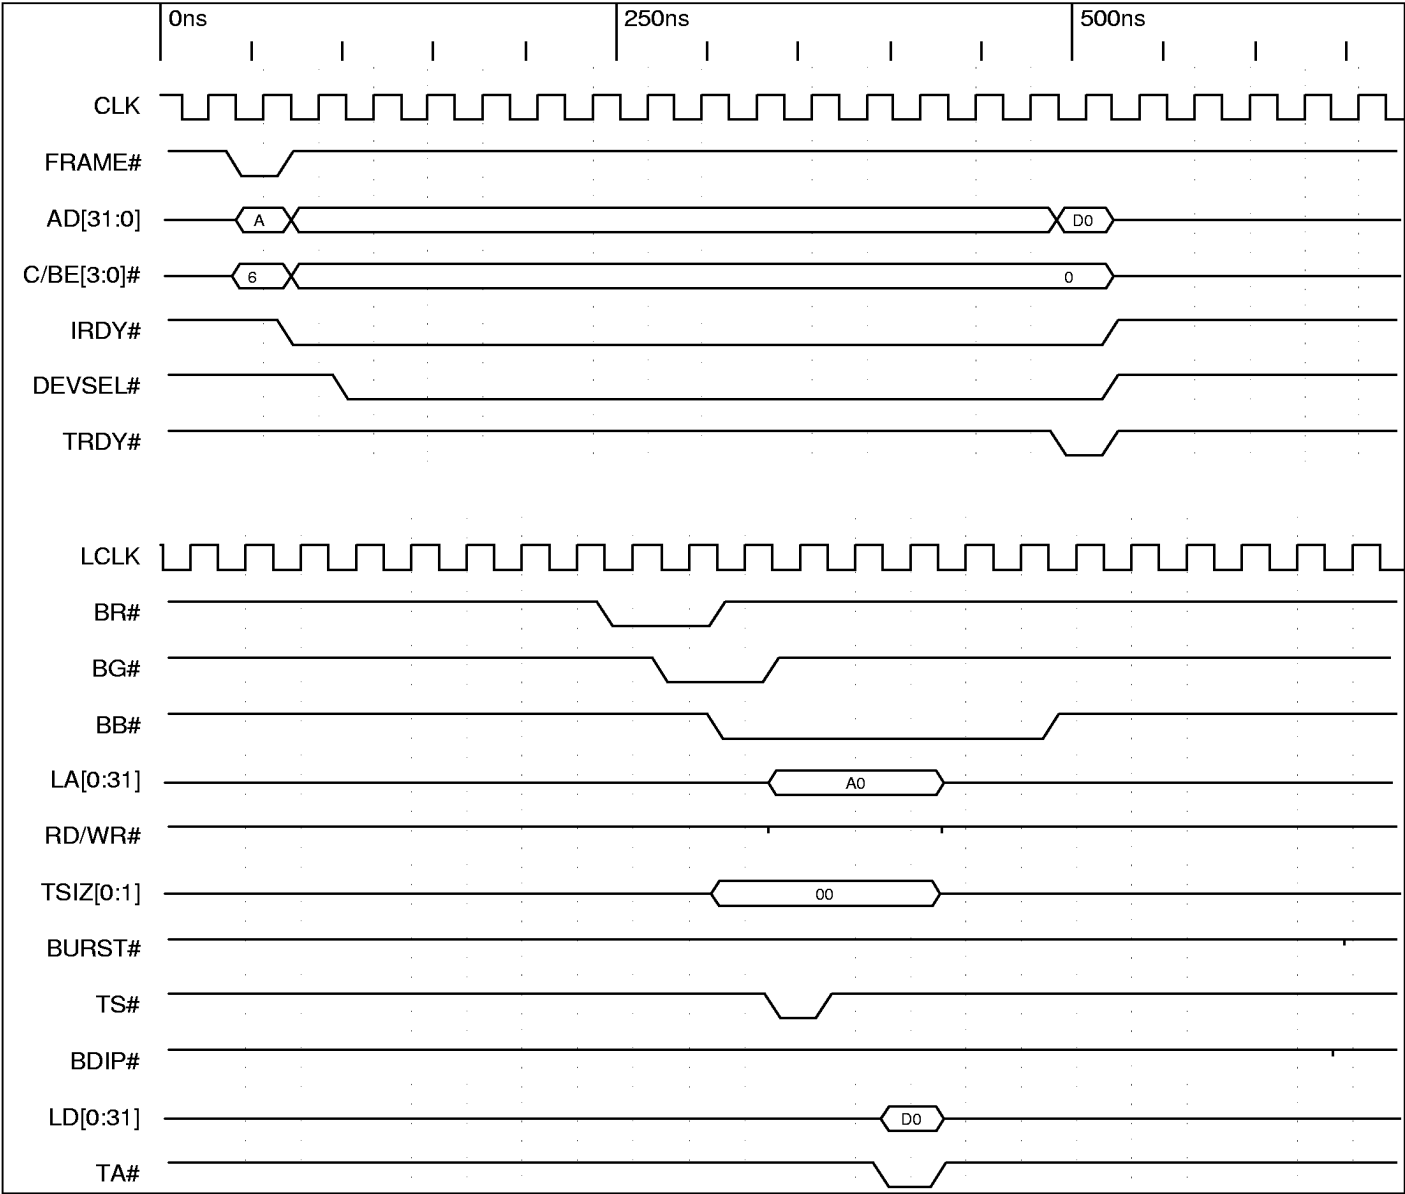 0ns 250ns 500ns
CLK
FRAME#
AD[31:0] A D0
C/BE[3:0]# 6 0
IRDY#
DEVSEL#
TRDY#
LCLK
BR#
BG#
BB#
LA[0:31] A0
RD/WR#
TSIZ[0:1] 00
BURST#
TS#
BDIP#
LD[0:31] D0
TA#